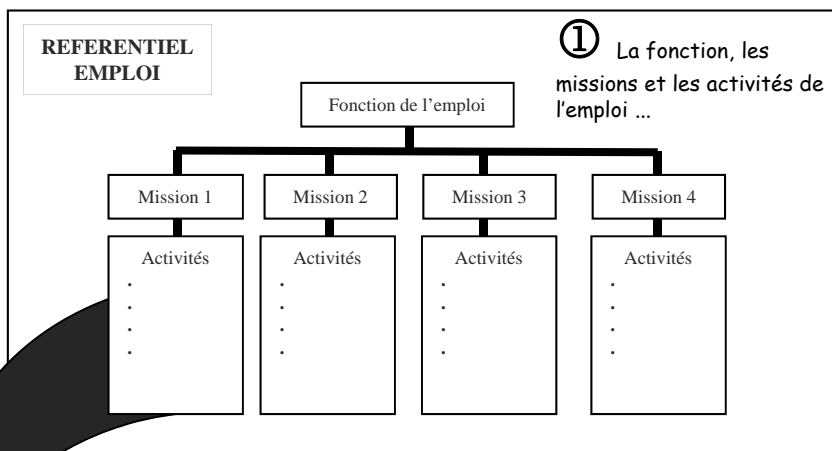 REFERENTIEL
EMPLOI
① La fonction, les
missions et les activités de
l'emploi ...
Fonction de l'emploi
Mission 1
Mission 2
Mission 3
Mission 4
Activités
•
•
•
•
Activités
•
•
•
•
Activités
•
•
•
•
Activités
•
•
•
•